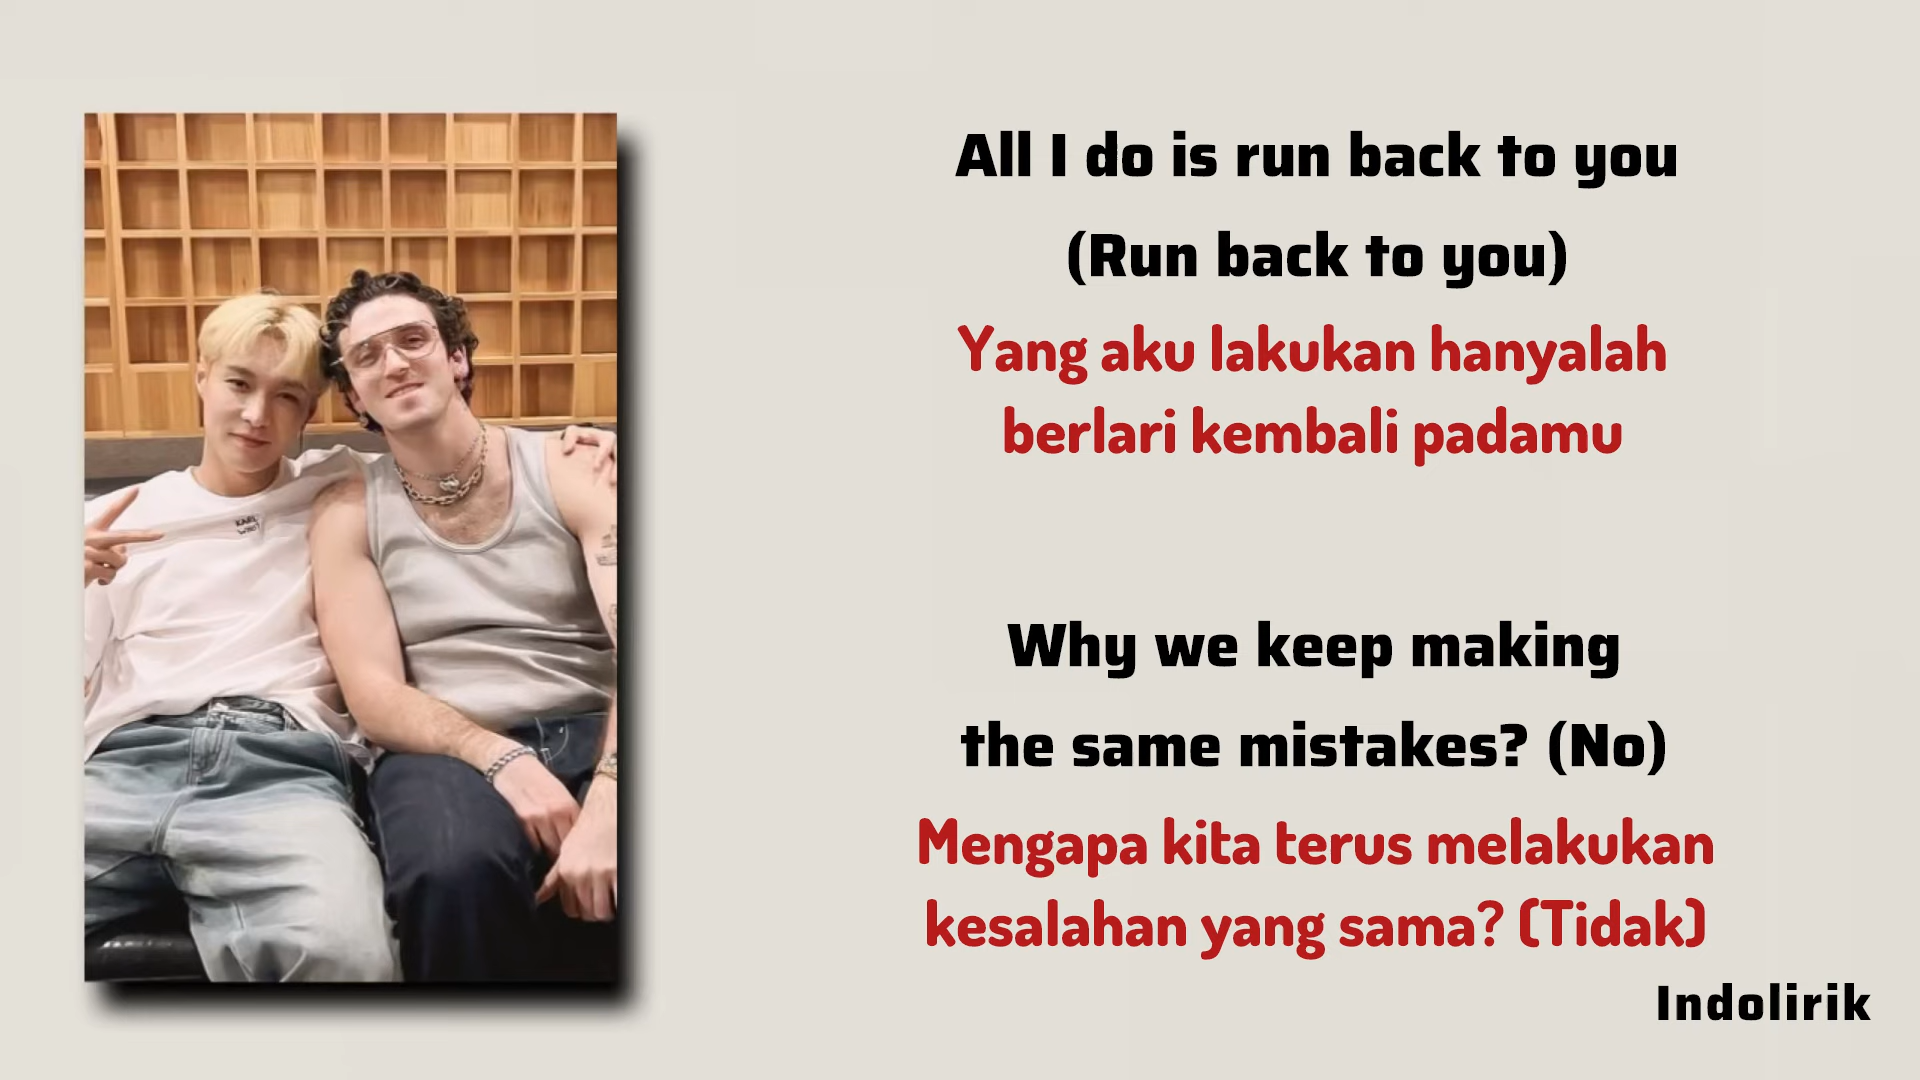 All I do is run back to you
(Run back to you)
Yang aku lakukan hanyalah
berlari kembali padamu
Why we keep making
the same mistakes? (No)
Mengapa kita terus melakukan
kesalahan yang sama? (Tidak)
Indolirik